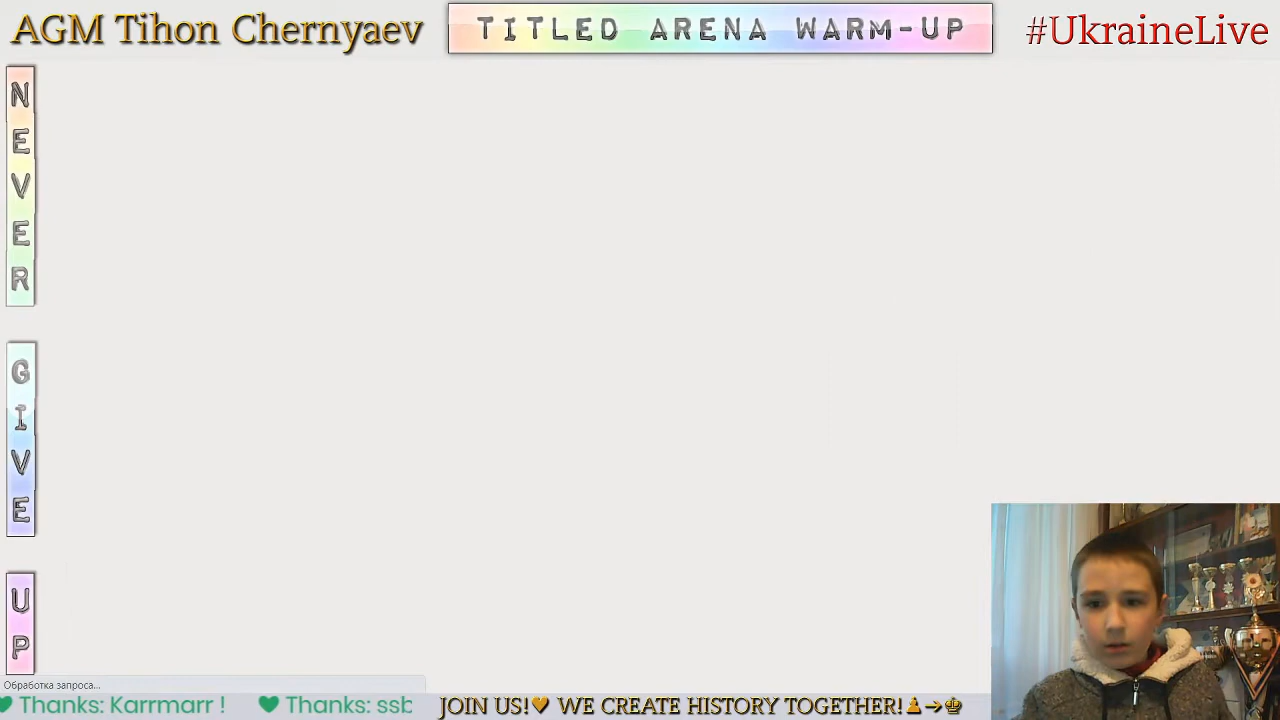 AGM Tihon Chernyaev
TITLED ARENA WARM-UP
#UkraineLive
NEVER
GIVE
UP
Обработка запроса...
Thanks: Karrmarr !
Thanks: ssb
JOIN US!🧡 WE CREATE HISTORY TOGETHER!♟→♚